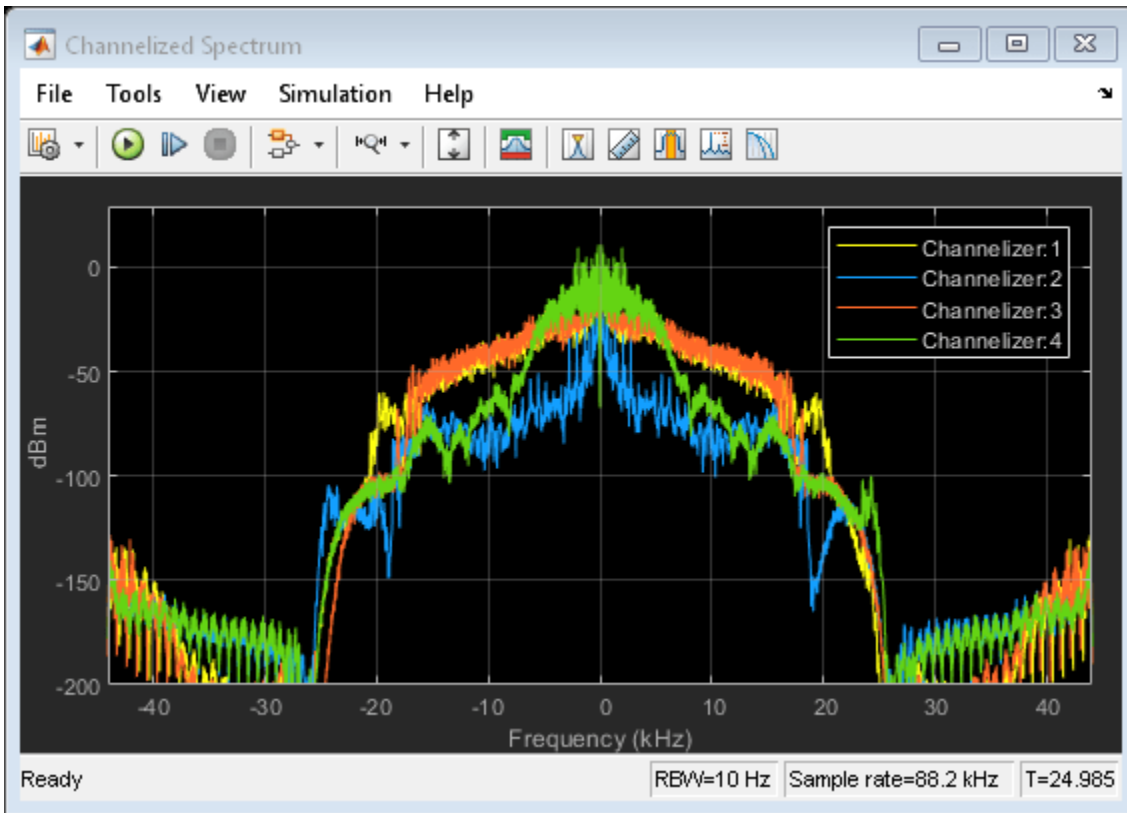 Channelized Spectrum
File Tools View Simulation Help
Channelizer:1
Channelizer:2
Channelizer:3
Channelizer:4
0
-50
-100
-150
-200
dBm
-40 -30 -20 -10 0 10 20 30 40
Frequency (kHz)
Ready RBW=10 Hz Sample rate=88.2 kHz T=24.985